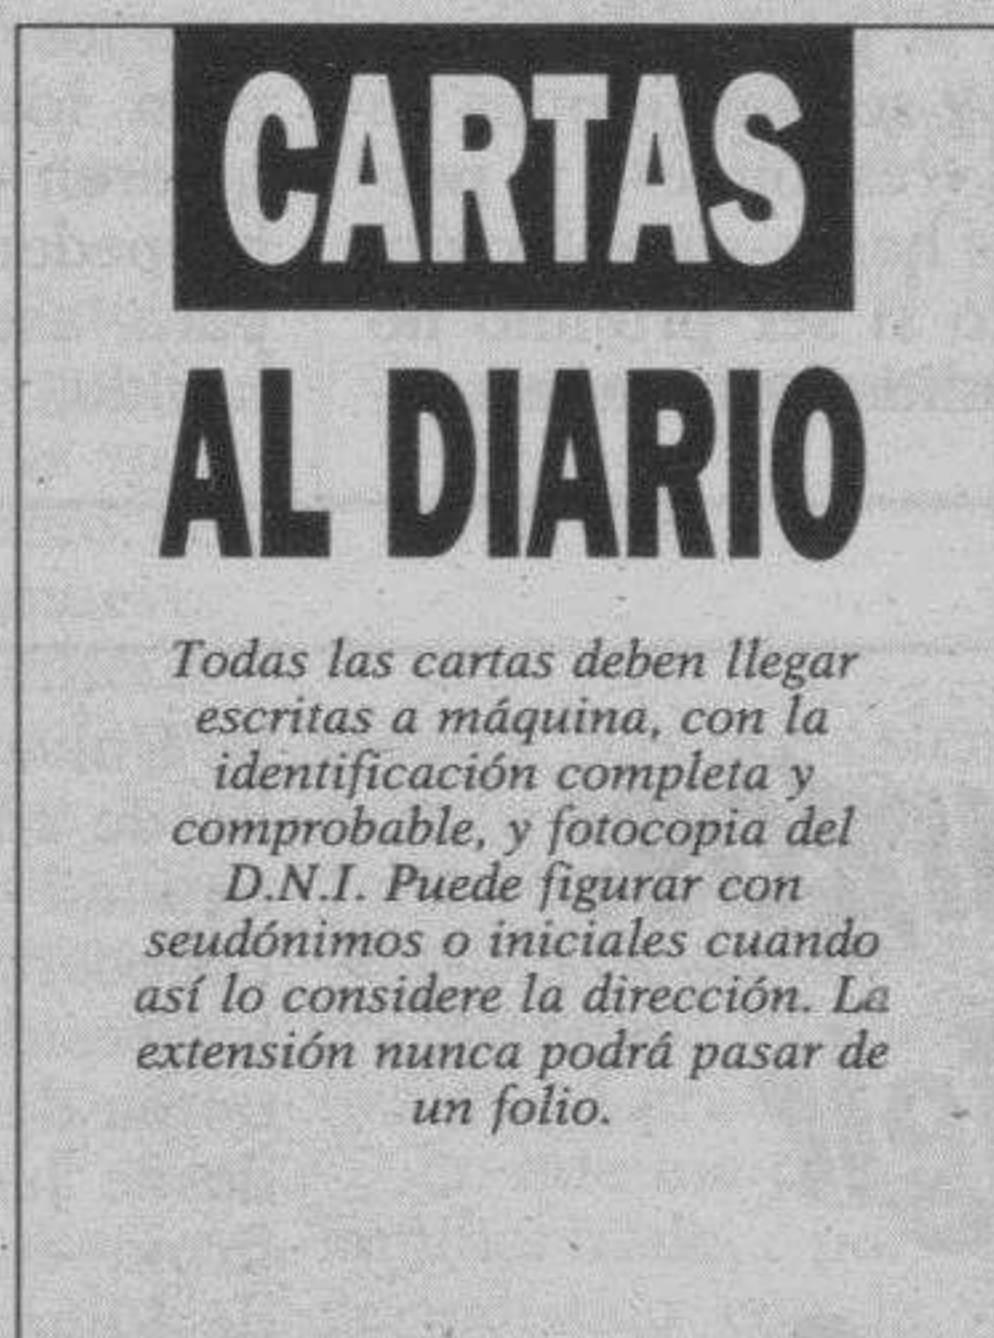 CARTAS
AL DIARIO
Todas las cartas deben llegar
escritas a máquina, con la
identificación completa y
comprobable, y fotocopia del
D.N.I. Puede figurar con
seudónimos o iniciales cuando
así lo considere la dirección. La
extensión nunca podrá pasar de
un folio.